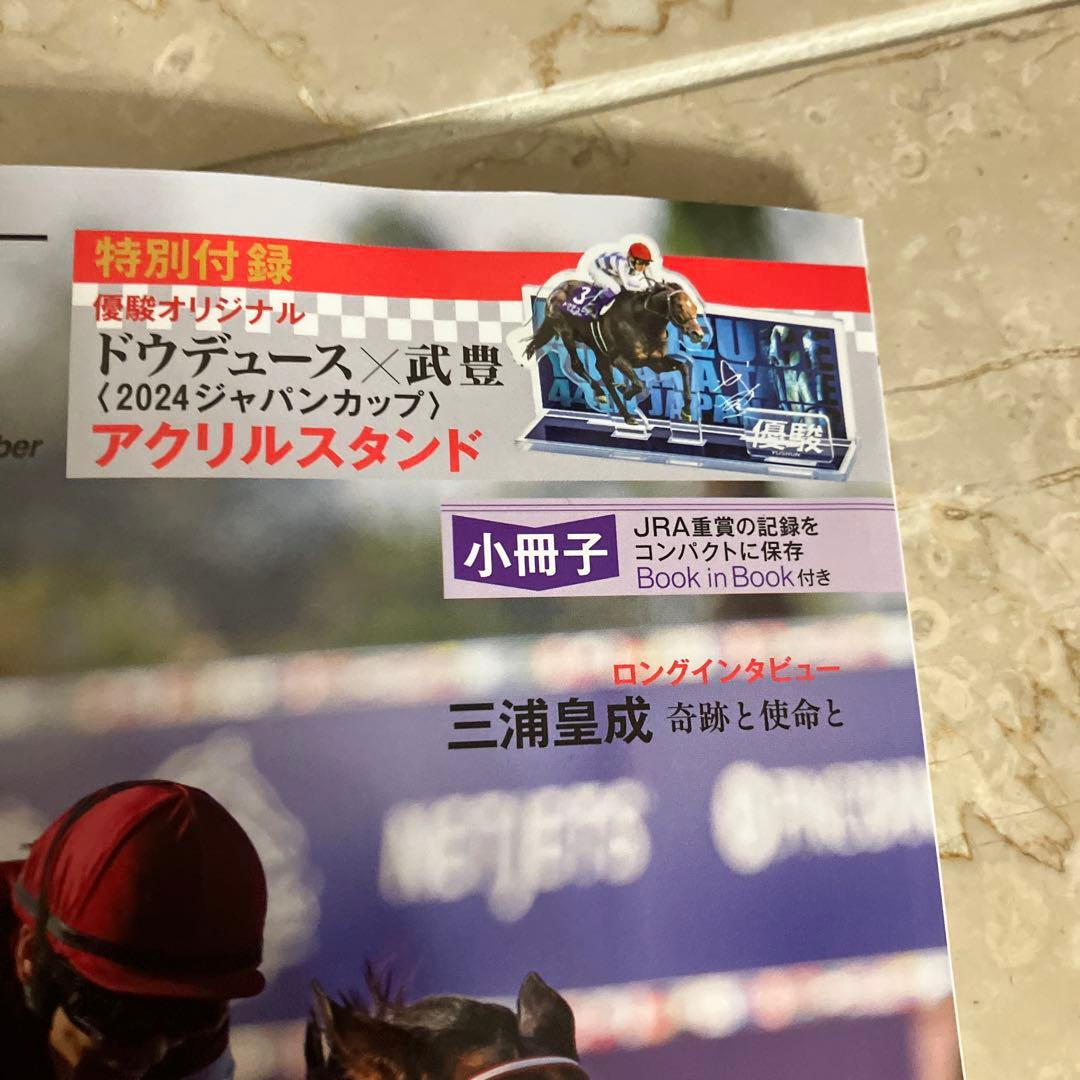 特別付録
優駿オリジナル
ドウデュース×武豊
〈2024ジャパンカップ〉
アクリルスタンド
3
優駿
YUSHUN
ber
小冊子
JRA重賞の記録を
コンパクトに保存
Book in Book付き
ロングインタビュー
三浦皇成 奇跡と使命と